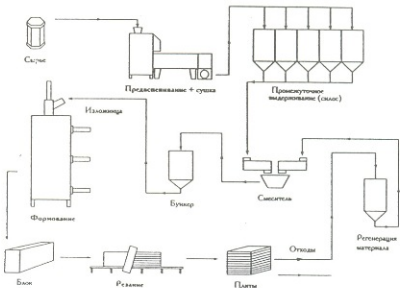 Сырье
Предвспенивание + сушка
Промежуточное
выдерживание (силос)
Изложница
Формование
Бункер
Смеситель
Регенерация
материала
Отходы
Блок
Резание
Плиты